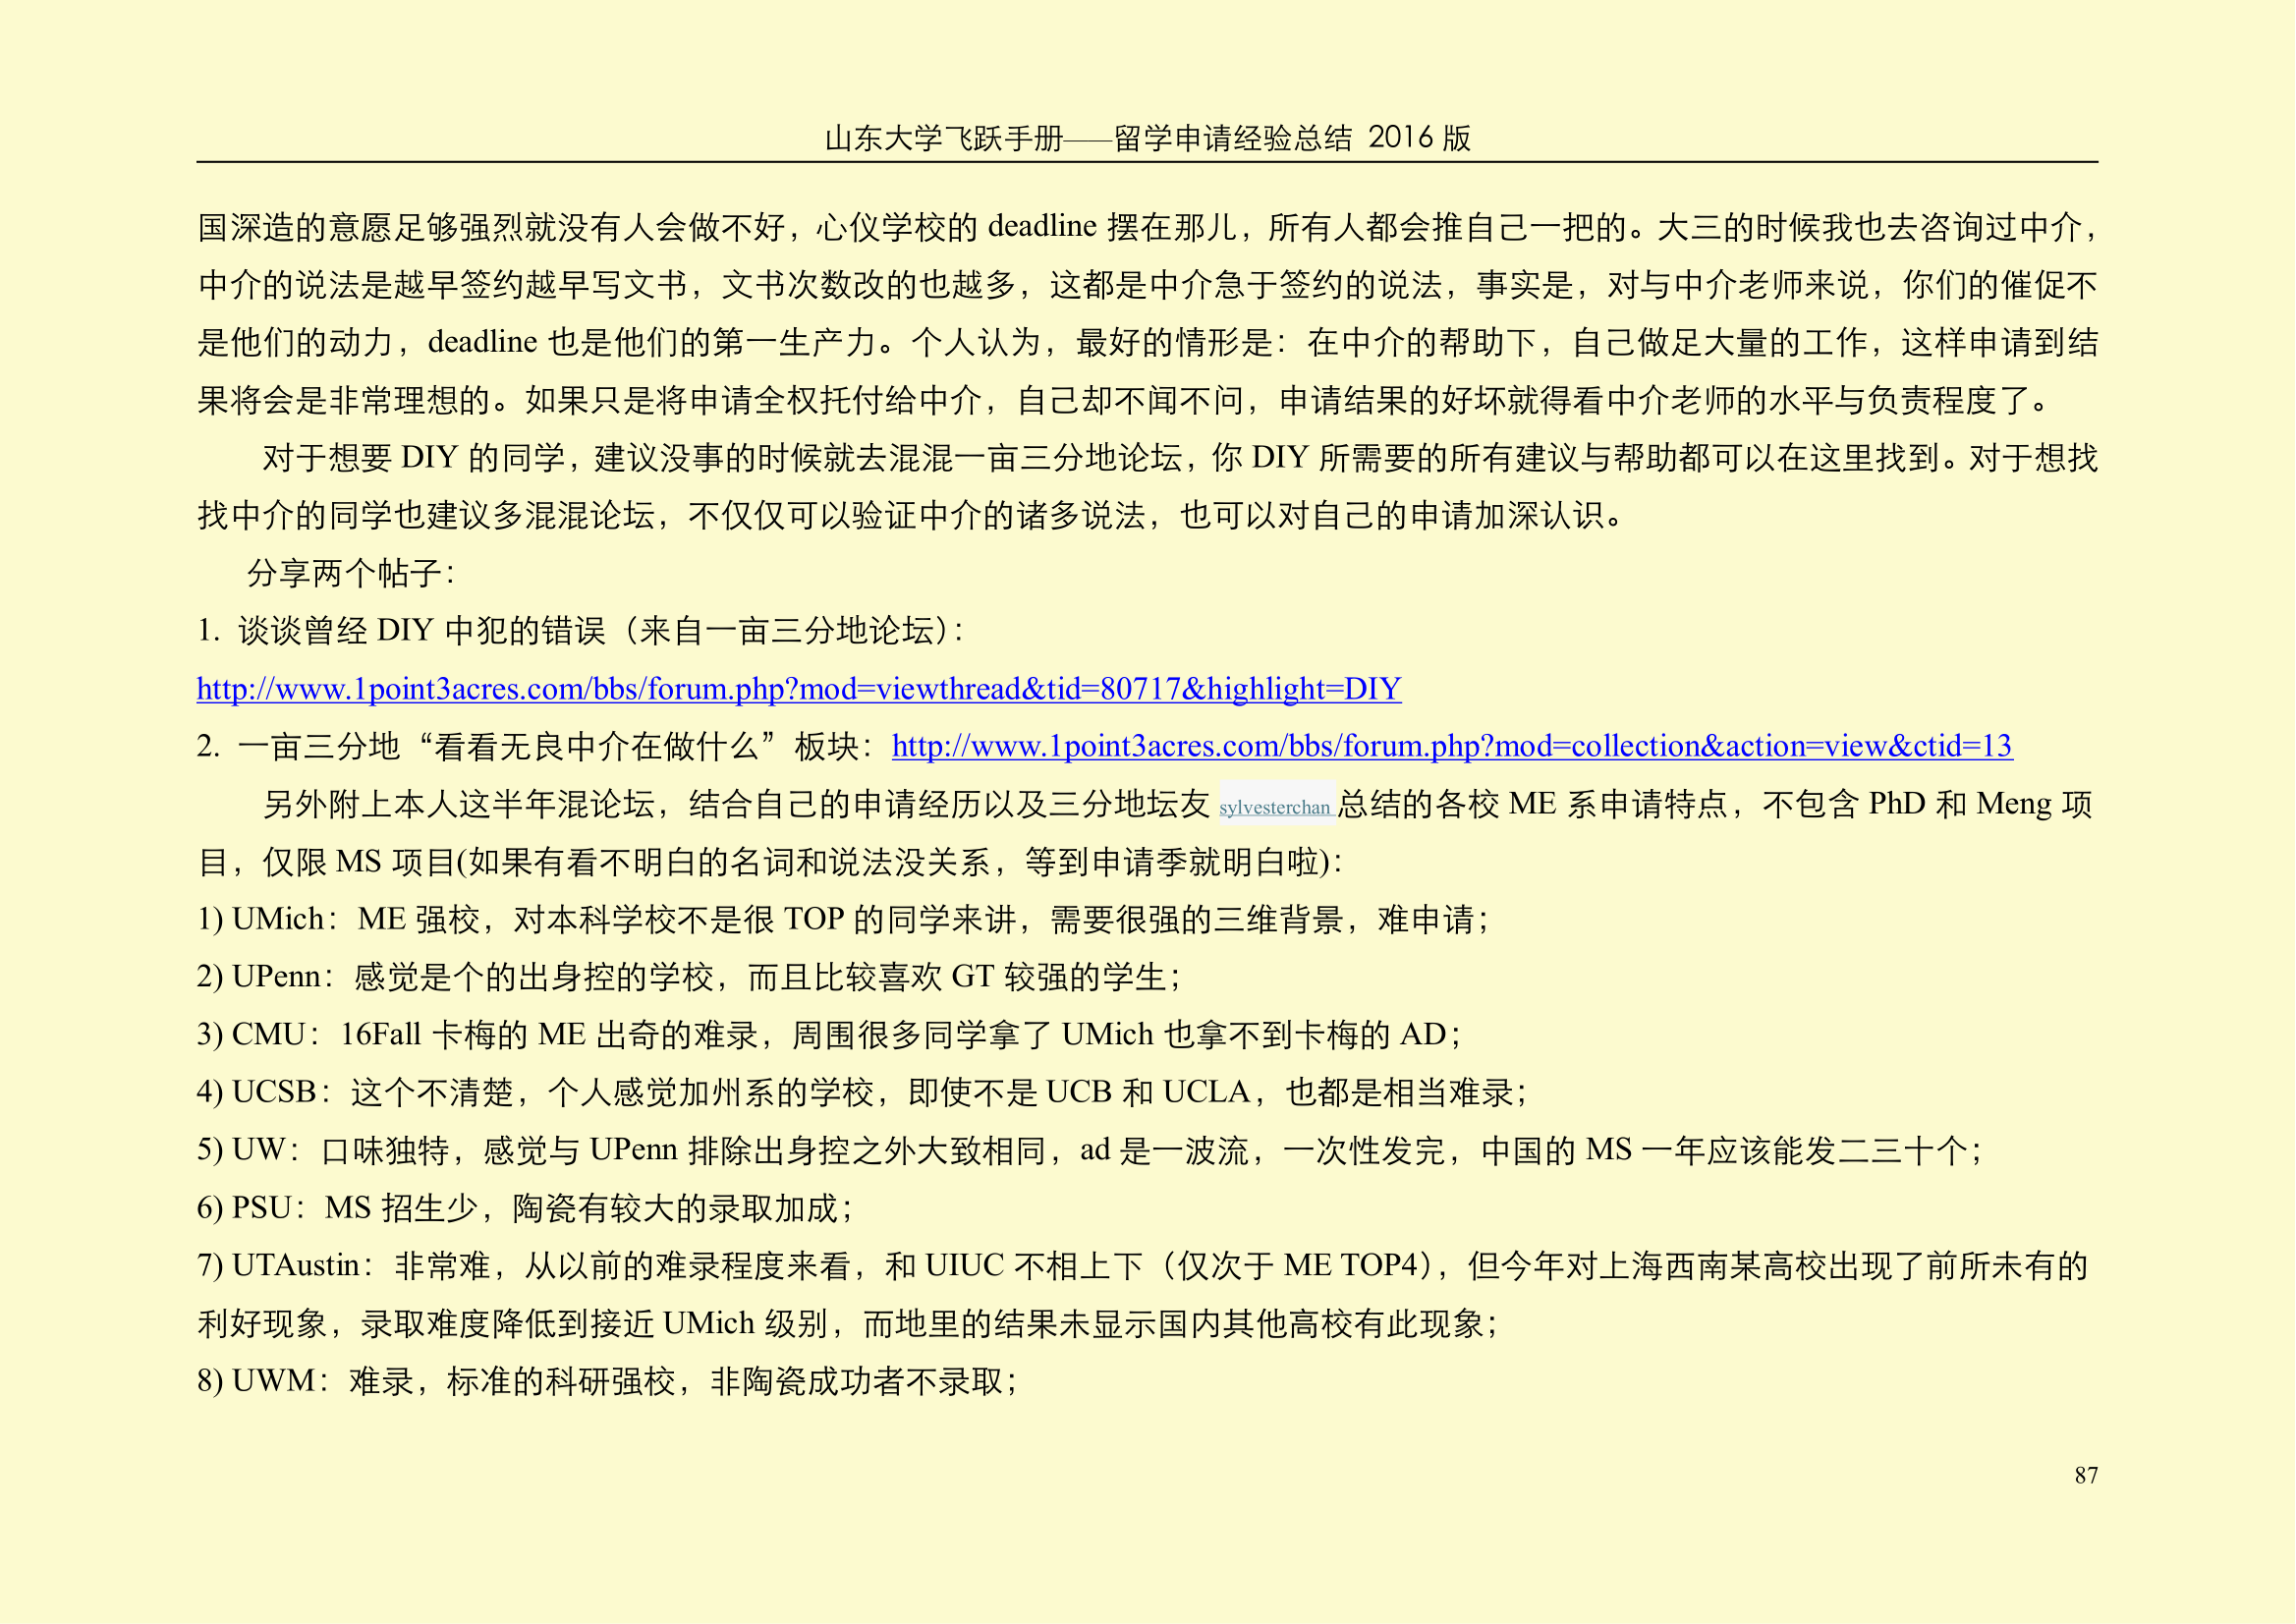 山东大学飞跃手册——留学申请经验总结 2016 版
国深造的意愿足够强烈就没有人会做不好，心仪学校的 deadline 摆在那儿，所有人都会推自己一把的。大三的时候我也去咨询过中介，
中介的说法是越早签约越早写文书，文书次数改的也越多，这都是中介急于签约的说法，事实是，对与中介老师来说，你们的催促不
是他们的动力，deadline 也是他们的第一生产力。个人认为，最好的情形是：在中介的帮助下，自己做足大量的工作，这样申请到结
果将会是非常理想的。如果只是将申请全权托付给中介，自己却不闻不问，申请结果的好坏就得看中介老师的水平与负责程度了。
对于想要 DIY 的同学，建议没事的时候就去混混一亩三分地论坛，你 DIY 所需要的所有建议与帮助都可以在这里找到。对于想找
找中介的同学也建议多混混论坛，不仅仅可以验证中介的诸多说法，也可以对自己的申请加深认识。
分享两个帖子：
1. 谈谈曾经 DIY 中犯的错误（来自一亩三分地论坛）：
http://www.1point3acres.com/bbs/forum.php?mod=viewthread&tid=80717&highlight=DIY
2. 一亩三分地“看看无良中介在做什么”板块：http://www.1point3acres.com/bbs/forum.php?mod=collection&action=view&ctid=13
另外附上本人这半年混论坛，结合自己的申请经历以及三分地坛友 sylvesterchan 总结的各校 ME 系申请特点，不包含 PhD 和 Meng 项
目，仅限 MS 项目(如果有看不明白的名词和说法没关系，等到申请季就明白啦)：
1) UMich：ME 强校，对本科学校不是很 TOP 的同学来讲，需要很强的三维背景，难申请；
2) UPenn：感觉是个的出身控的学校，而且比较喜欢 GT 较强的学生；
3) CMU：16Fall 卡梅的 ME 出奇的难录，周围很多同学拿了 UMich 也拿不到卡梅的 AD；
4) UCSB：这个不清楚，个人感觉加州系的学校，即使不是 UCB 和 UCLA，也都是相当难录；
5) UW：口味独特，感觉与 UPenn 排除出身控之外大致相同，ad 是一波流，一次性发完，中国的 MS 一年应该能发二三十个；
6) PSU：MS 招生少，陶瓷有较大的录取加成；
7) UTAustin：非常难，从以前的难录程度来看，和 UIUC 不相上下（仅次于 ME TOP4），但今年对上海西南某高校出现了前所未有的
利好现象，录取难度降低到接近 UMich 级别，而地里的结果未显示国内其他高校有此现象；
8) UWM：难录，标准的科研强校，非陶瓷成功者不录取；
87